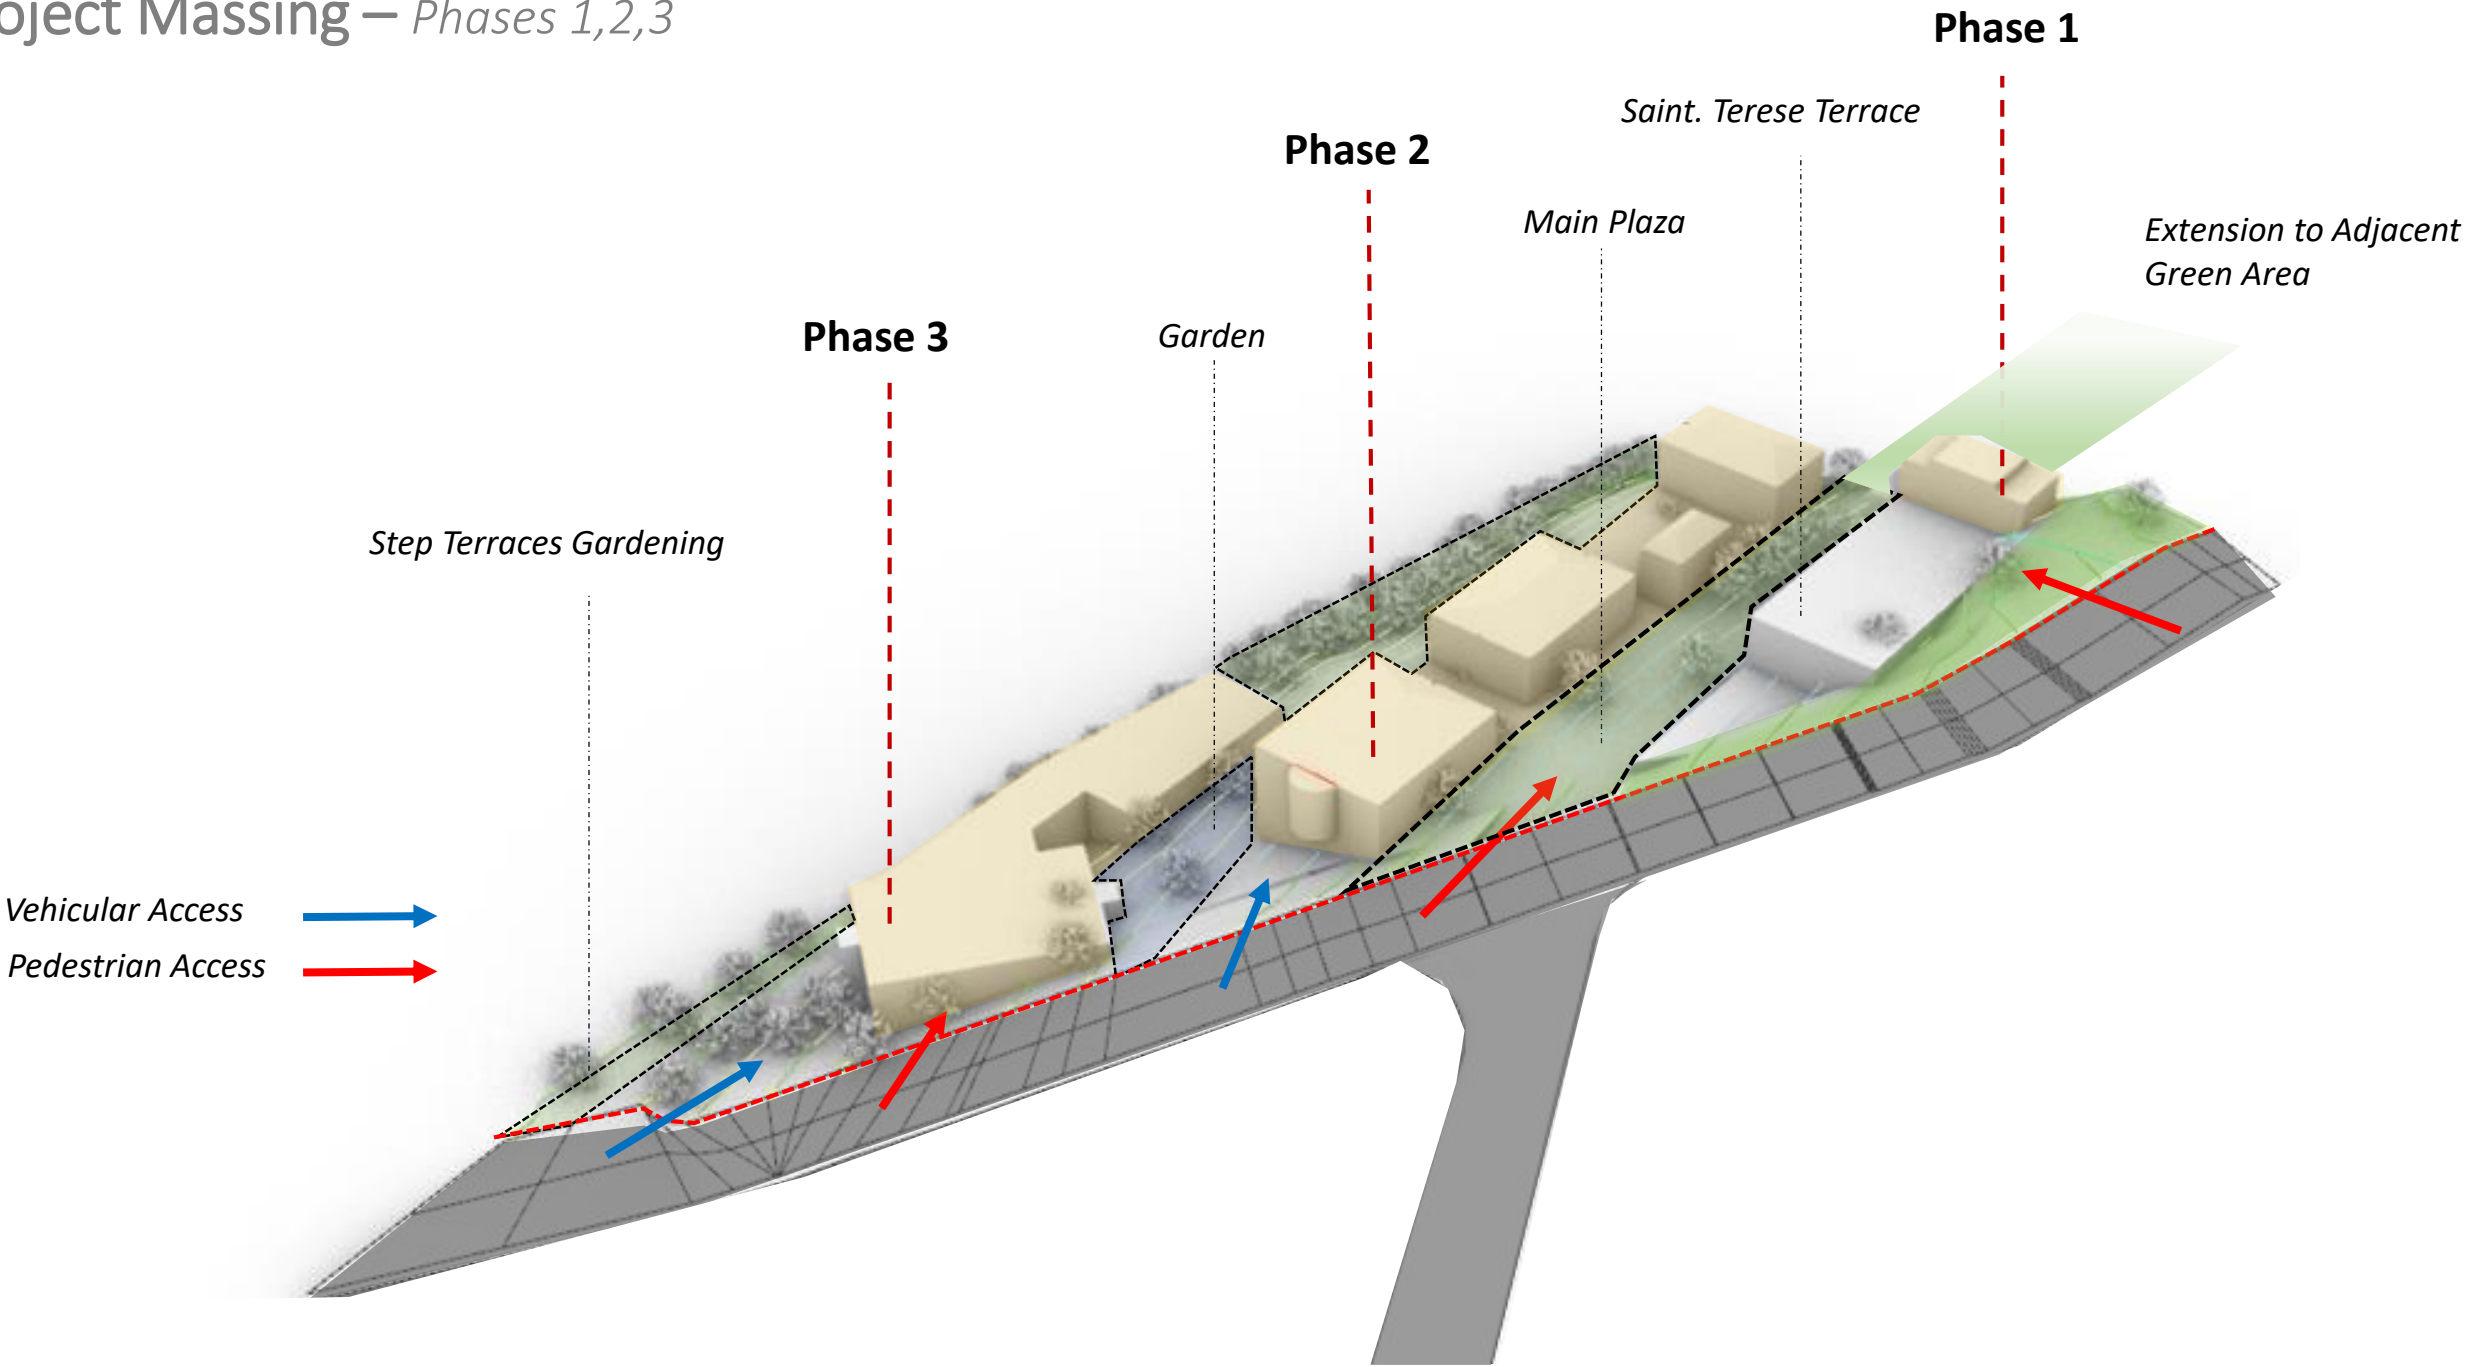 oject Massing – Phases 1,2,3
Phase 1
Saint. Terese Terrace
Phase 2
Main Plaza
Extension to Adjacent
Green Area
Phase 3
Garden
Step Terraces Gardening
Vehicular Access
Pedestrian Access